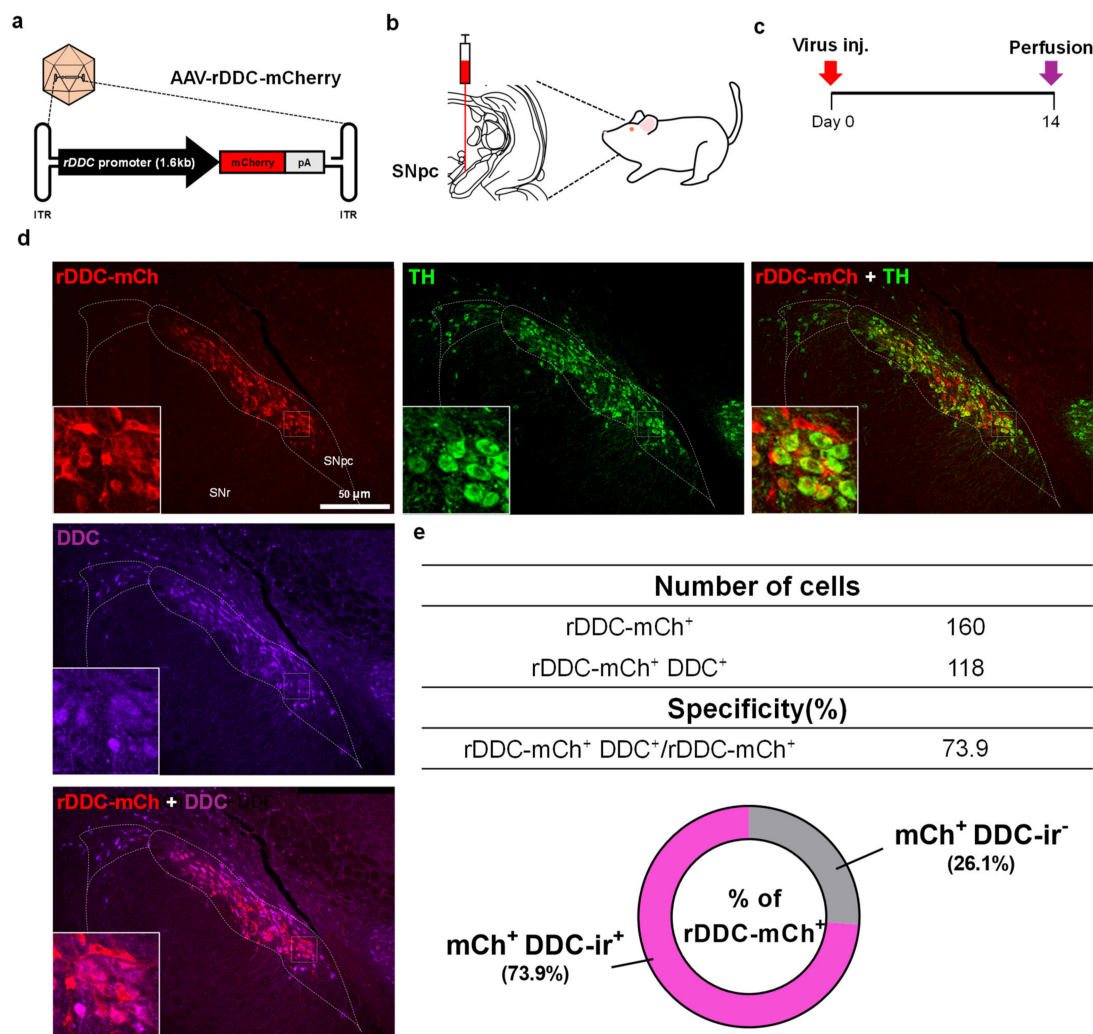 a
AAV-rDDC-mCherry
rDDC promoter (1.6kb)
mCherry
pA
ITR
ITR
b
SNpc
c
Virus inj.
Perfusion
Day 0
14
d
rDDC-mCh
SNpc
SNr
50 μm
TH
rDDC-mCh + TH
DDC
rDDC-mCh + DDC
e
Number of cells
rDDC-mCh⁺ 160
rDDC-mCh⁺ DDC⁺ 118
Specificity(%)
rDDC-mCh⁺ DDC⁺/rDDC-mCh⁺ 73.9
mCh⁺ DDC-ir⁻
(26.1%)
% of
rDDC-mCh⁺
mCh⁺ DDC-ir⁺
(73.9%)